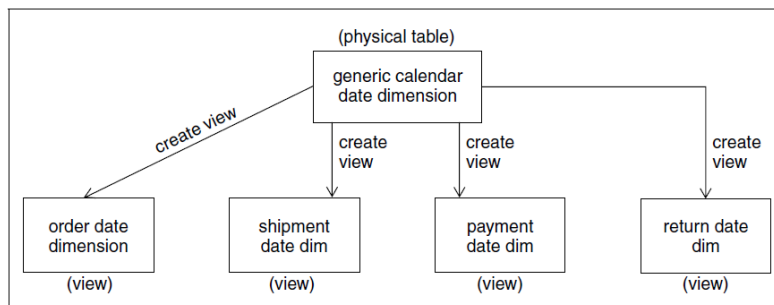 (physical table)
generic calendar
date dimension
create view
create
view
create
view
create
view
order date
dimension
shipment
date dim
payment
date dim
return date
dim
(view)
(view)
(view)
(view)